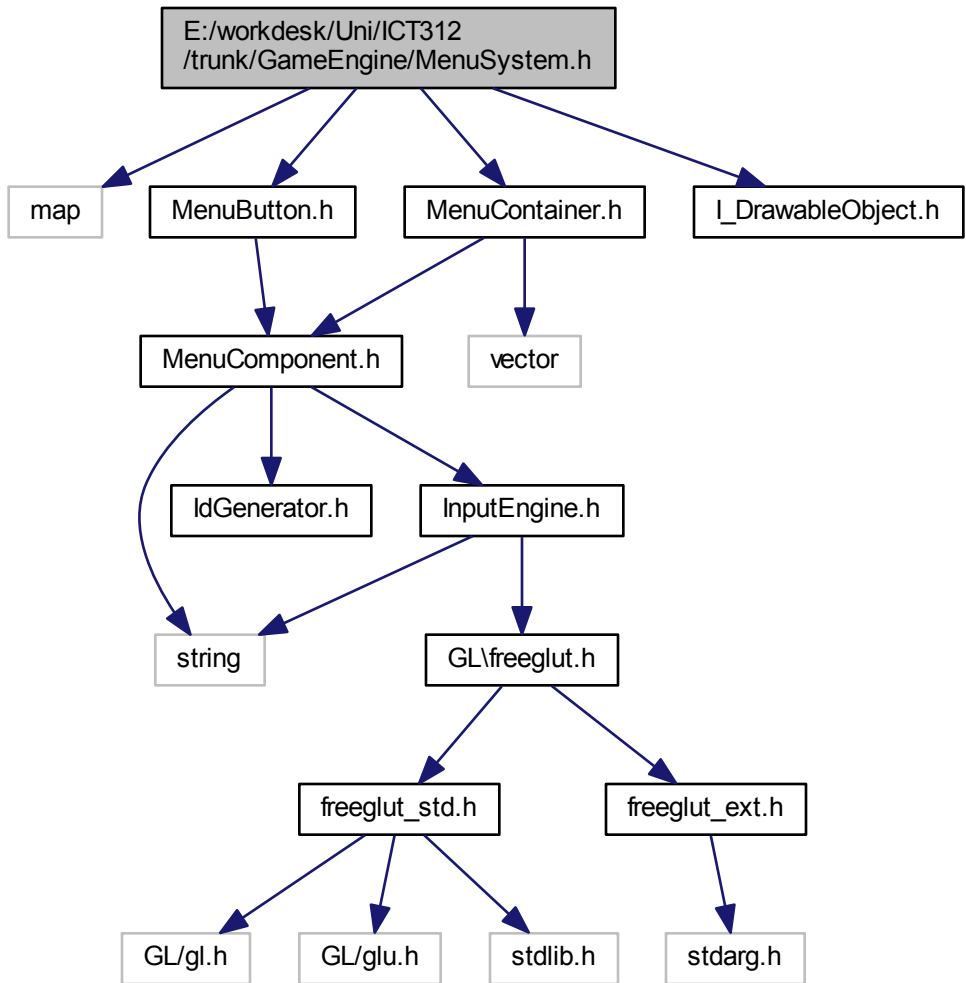 E:/workdesk/Uni/ICT312
/trunk/GameEngine/MenuSystem.h
map
MenuButton.h
MenuContainer.h
I_DrawableObject.h
MenuComponent.h
vector
IdGenerator.h
InputEngine.h
string
GL\freeglut.h
freeglut_std.h
freeglut_ext.h
GL/gl.h
GL/glu.h
stdlib.h
stdarg.h